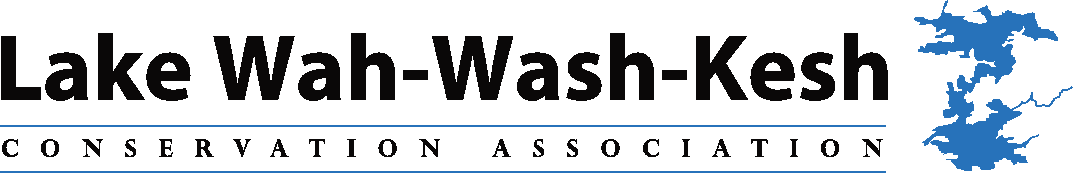 Lake Wah-Wash-Kesh
CONSERVATION ASSOCIATION